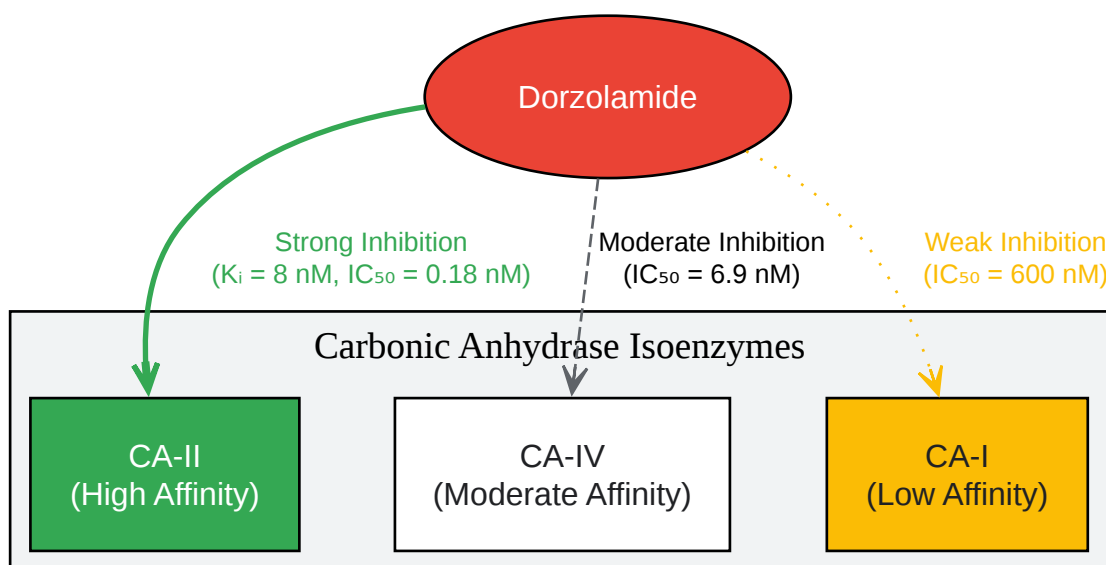 Dorzolamide
Strong Inhibition
(Kᵢ = 8 nM, IC₅₀ = 0.18 nM)
Moderate Inhibition
(IC₅₀ = 6.9 nM)
Weak Inhibition
(IC₅₀ = 600 nM)
Carbonic Anhydrase Isoenzymes
CA-II
(High Affinity)
CA-IV
(Moderate Affinity)
CA-I
(Low Affinity)